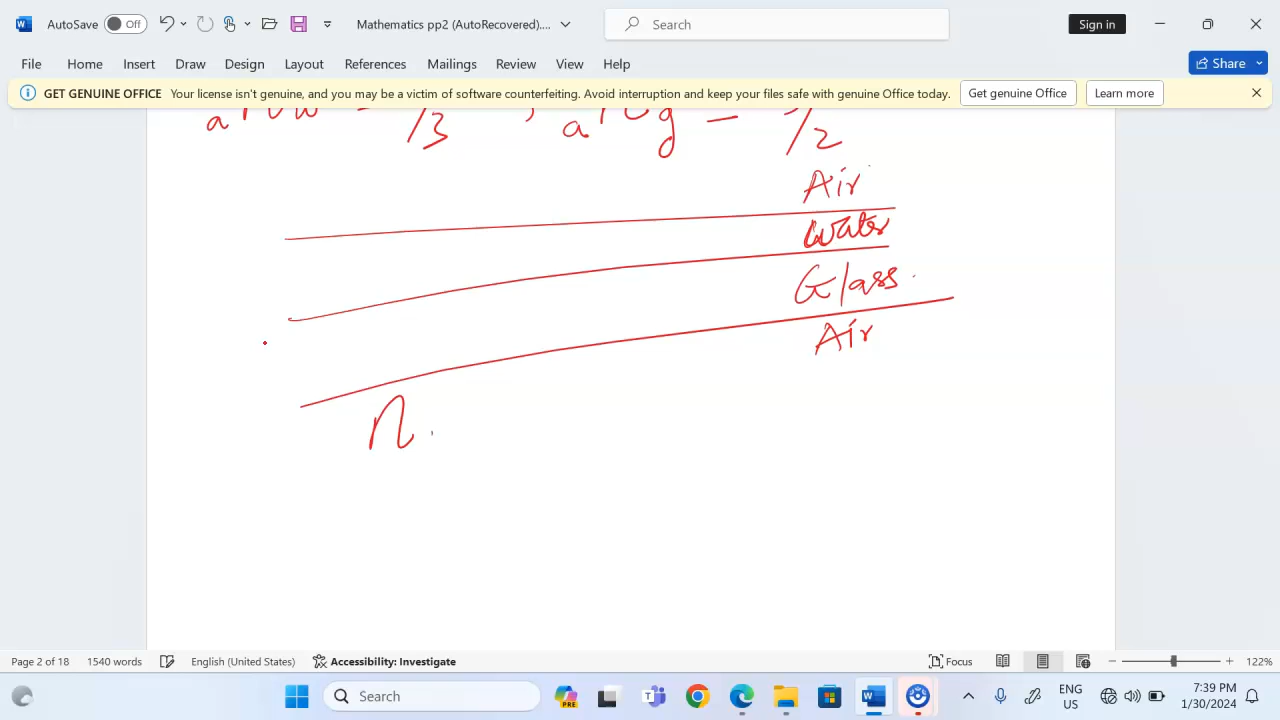 AutoSave Off Mathematics pp2 (AutoRecovered).... Search Sign in
File Home Insert Draw Design Layout References Mailings Review View Help Share
GET GENUINE OFFICE Your license isn't genuine, and you may be a victim of software counterfeiting. Avoid interruption and keep your files safe with genuine Office today. Get genuine Office Learn more
Air
Water
Glass
Air
n
Page 2 of 18 1540 words English (United States) Accessibility: Investigate Focus 122%
Search PRE ENG US 7:39 PM 1/30/2024